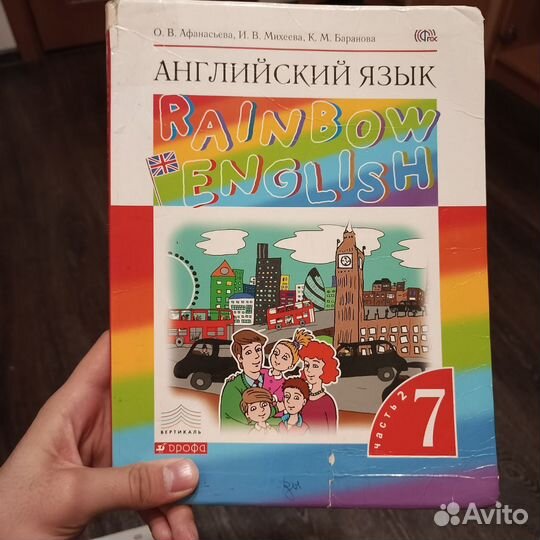 О. В. Афанасьева, И. В. Михеева, К. М. Баранова
АНГЛИЙСКИЙ ЯЗЫК
RAINBOW
ENGLISH
часть 2
7
ВЕРТИКАЛЬ
ДРОФА
Avito